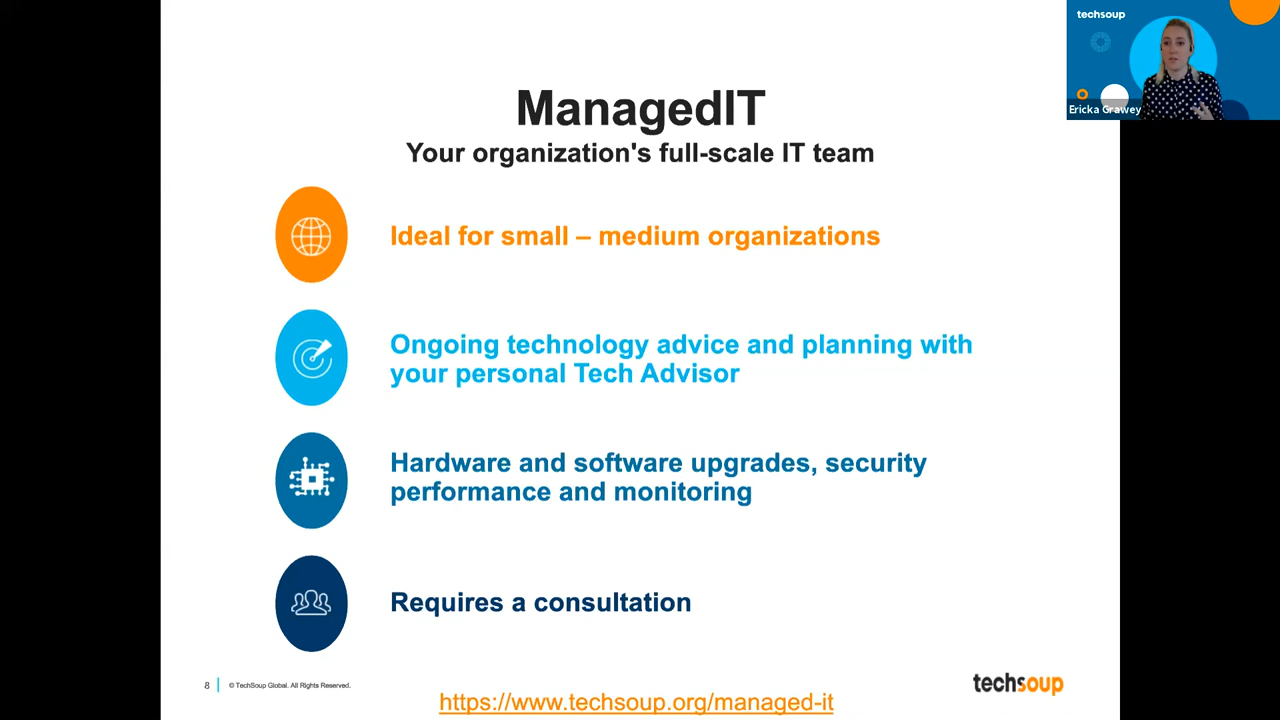 techsoup
Ericka Grawey
ManagedIT
Your organization's full-scale IT team
Ideal for small – medium organizations
Ongoing technology advice and planning with
your personal Tech Advisor
Hardware and software upgrades, security
performance and monitoring
Requires a consultation
8
© TechSoup Global. All Rights Reserved.
https://www.techsoup.org/managed-it
techsoup